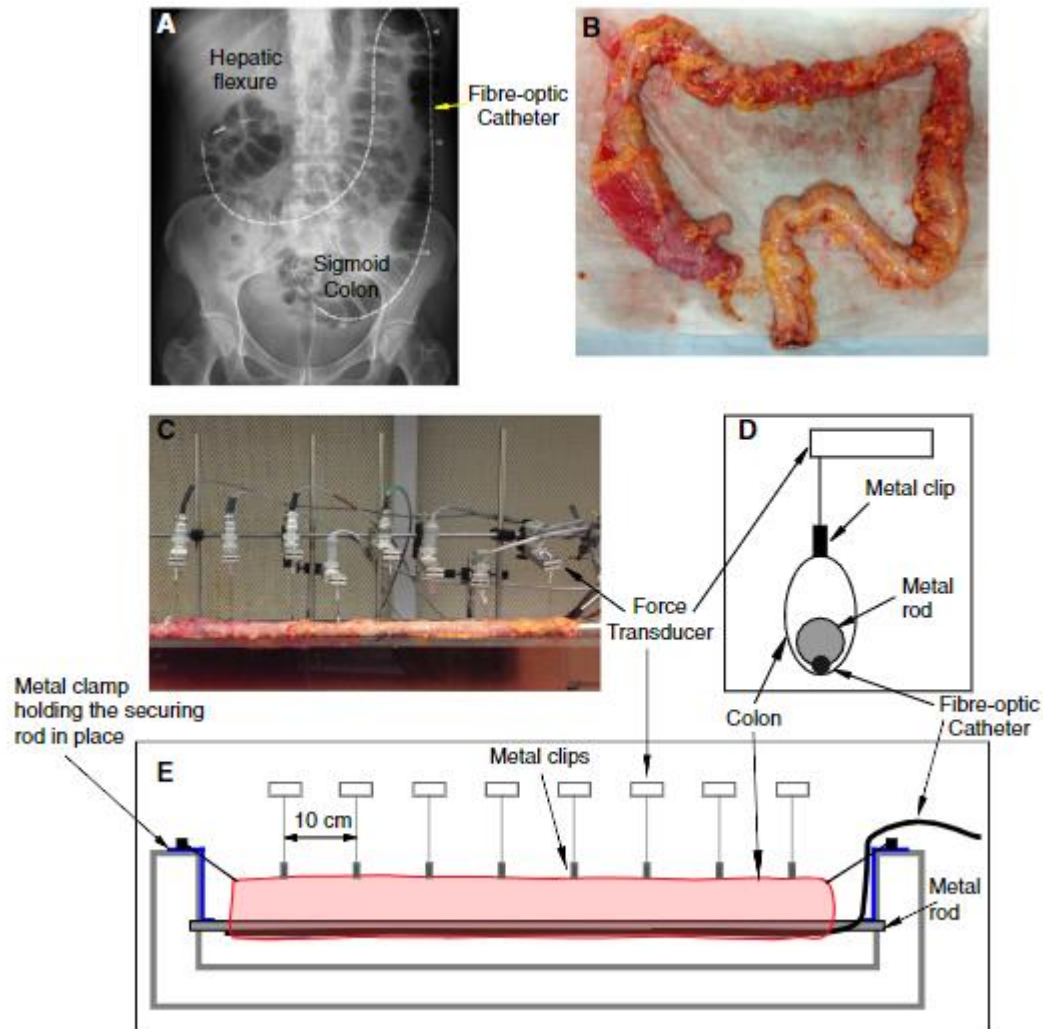 A
Hepatic
flexure
Fibre-optic
Catheter
Sigmoid
Colon
B
C
D
Metal clip
Metal
rod
Force
Transducer
Colon
Fibre-optic
Catheter
Metal clamp
holding the securing
rod in place
E
Metal clips
10 cm
Metal
rod